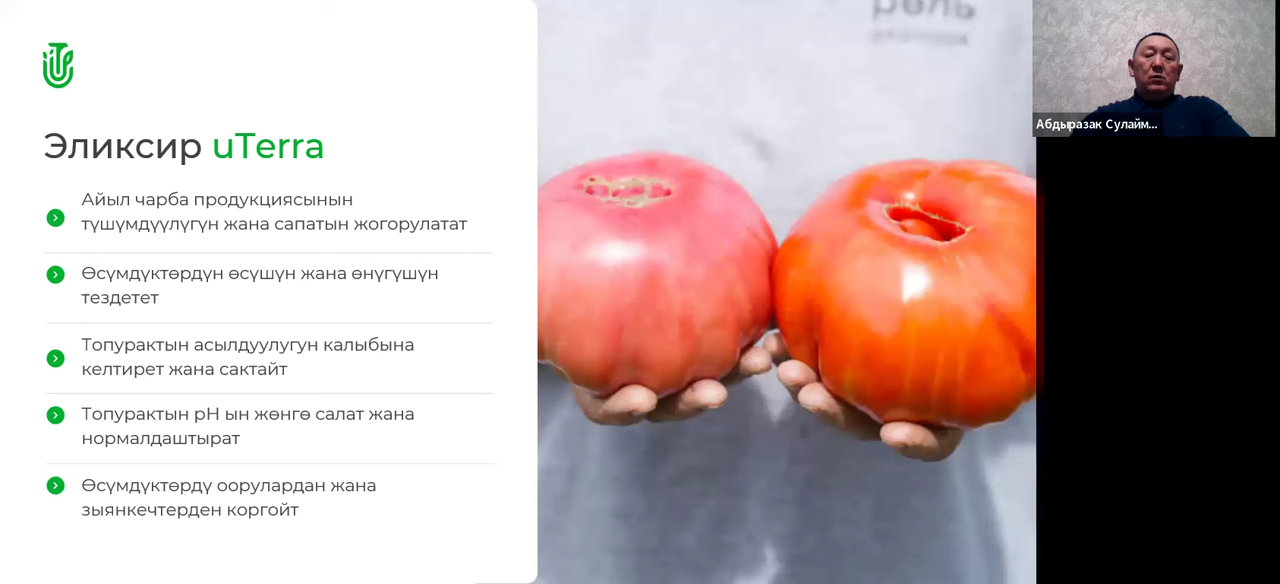 Эликсир uTerra
Айыл чарба продукциясынын
түшүмдүүлүгүн жана сапатын жогорулатат
Өсүмдүктөрдүн өсүшүн жана өнүгүшүн
тездетет
Топурактын асылдуулугун калыбына
келтирет жана сактайт
Топурактын pH ын жөнгө салат жана
нормалдаштырат
Өсүмдүктөрдү оорулардан жана
зыянкечтерден коргойт
Абдыразак Сулайм...